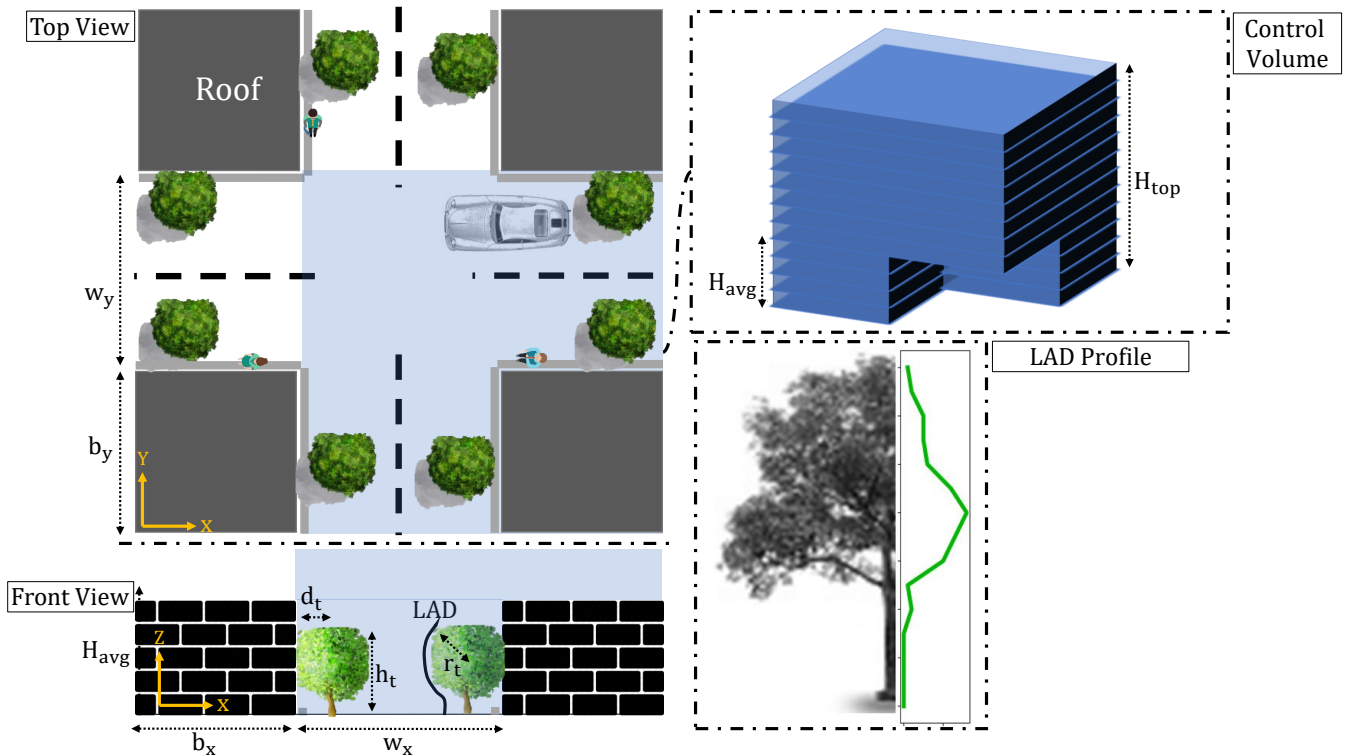 Top View
Roof
w_y
b_y
Y
X
Control
Volume
H_top
H_avg
LAD Profile
Front View
d_t
LAD
H_avg
Z
h_t
r_t
X
b_x
w_x